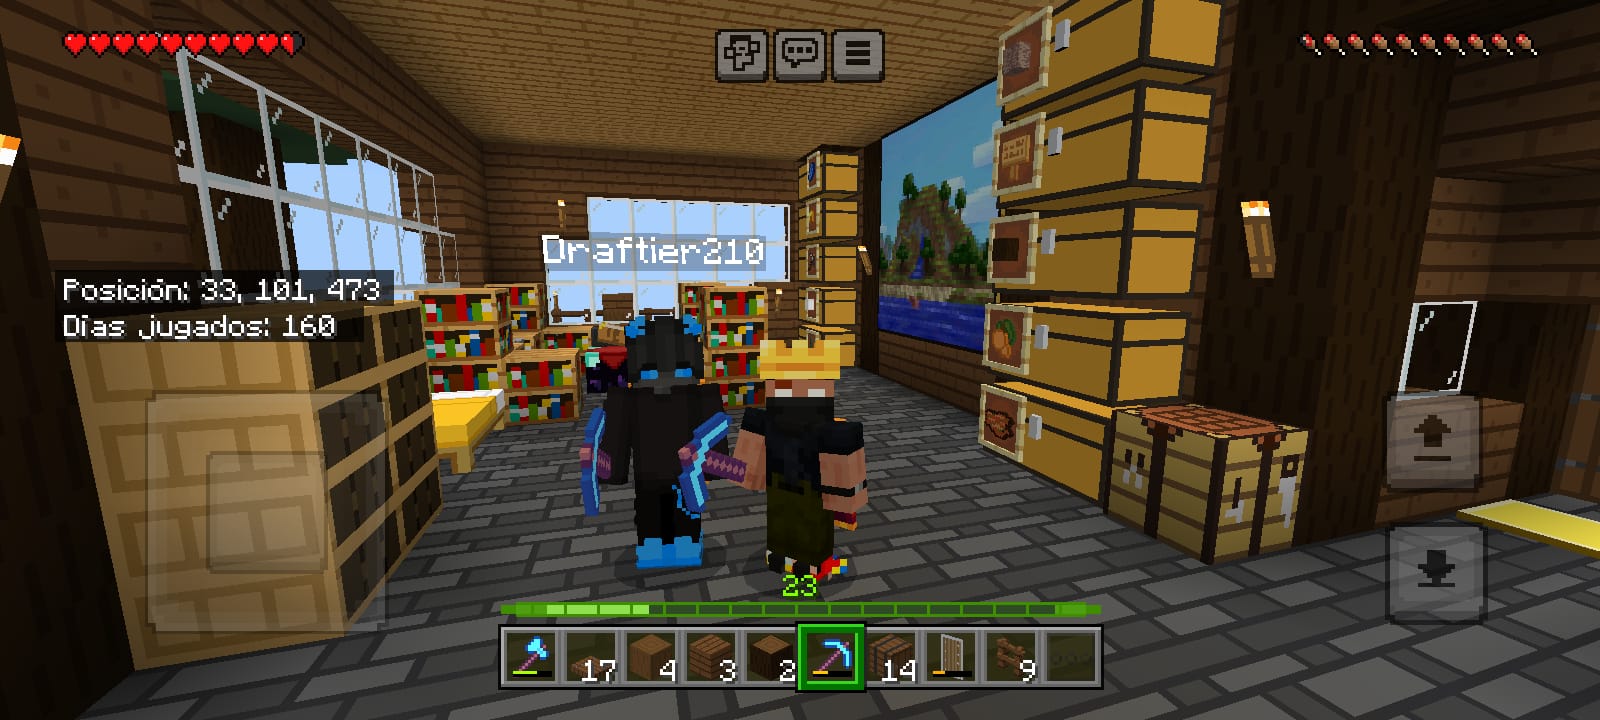 Draftier210
Posición: 33, 101, 473
Días jugados: 160
23
17
4
3
2
14
9